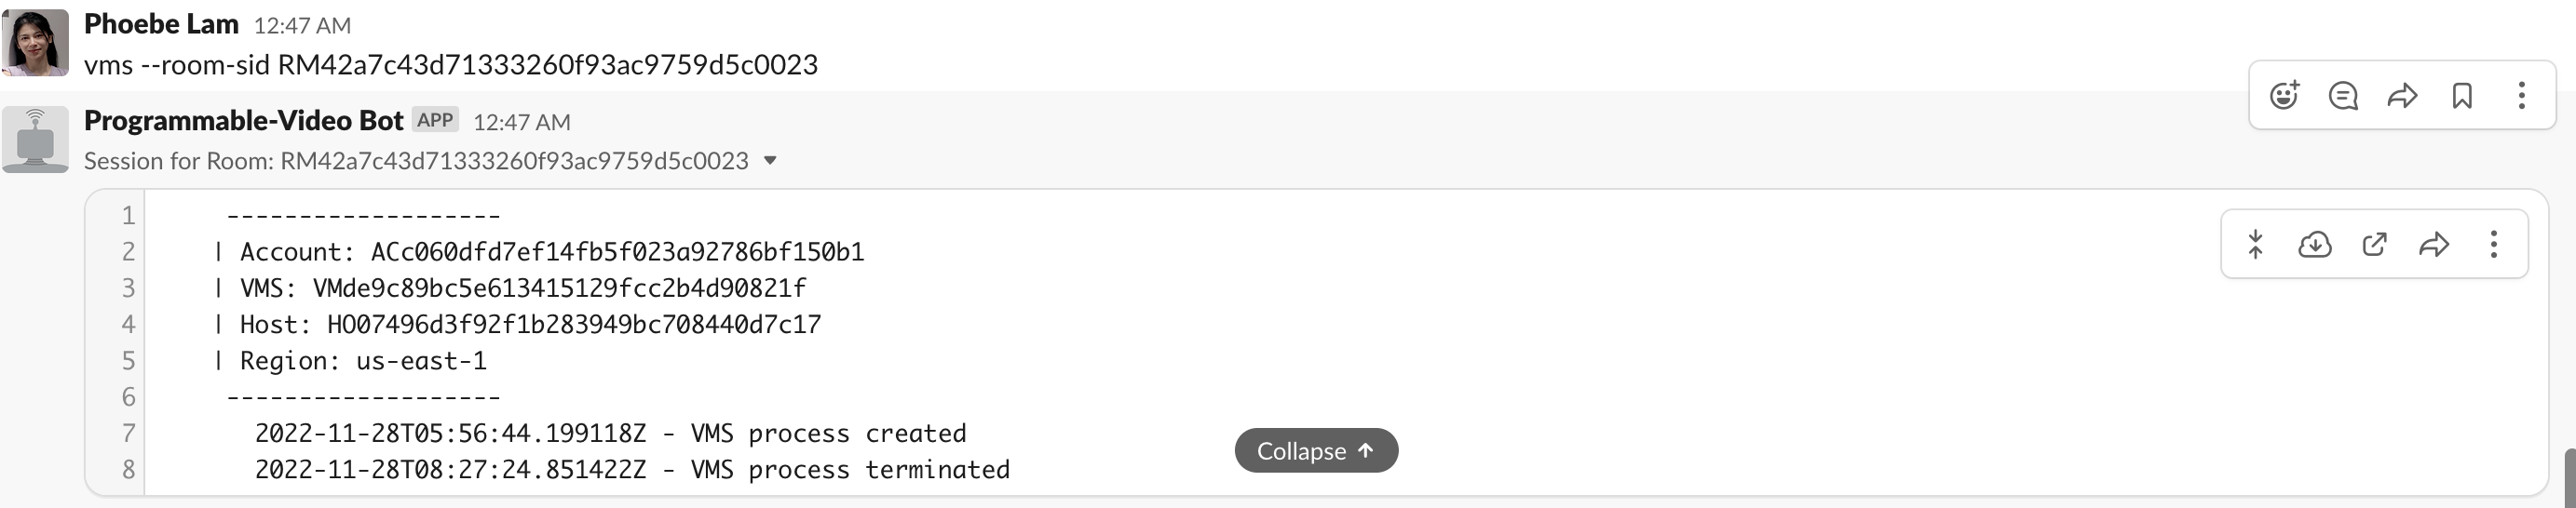 Phoebe Lam 12:47 AM
vms --room-sid RM42a7c43d71333260f93ac9759d5c0023
Programmable-Video Bot APP 12:47 AM
Session for Room: RM42a7c43d71333260f93ac9759d5c0023
1 -------------------
2 | Account: ACc060dfd7ef14fb5f023a92786bf150b1
3 | VMS: VMde9c89bc5e613415129fcc2b4d90821f
4 | Host: HO07496d3f92f1b283949bc708440d7c17
5 | Region: us-east-1
6 -------------------
7 2022-11-28T05:56:44.199118Z - VMS process created
8 2022-11-28T08:27:24.851422Z - VMS process terminated
Collapse